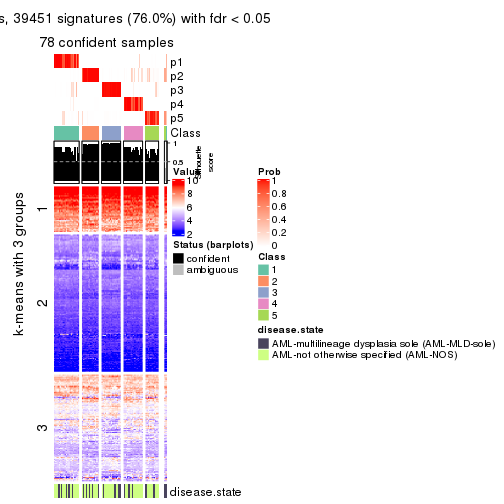 s, 39451 signatures (76.0%) with fdr < 0.05
78 confident samples
p1
p2
p3
p4
p5
Class
1
0.5
0
silhouette
score
Value
10
8
6
4
2
Prob
1
0.8
0.6
0.4
0.2
0
Status (barplots)
confident
ambiguous
Class
1
2
3
4
5
disease.state
AML-multilineage dysplasia sole (AML-MLD-sole)
AML-not otherwise specified (AML-NOS)
k-means with 3 groups
1
2
3
disease.state